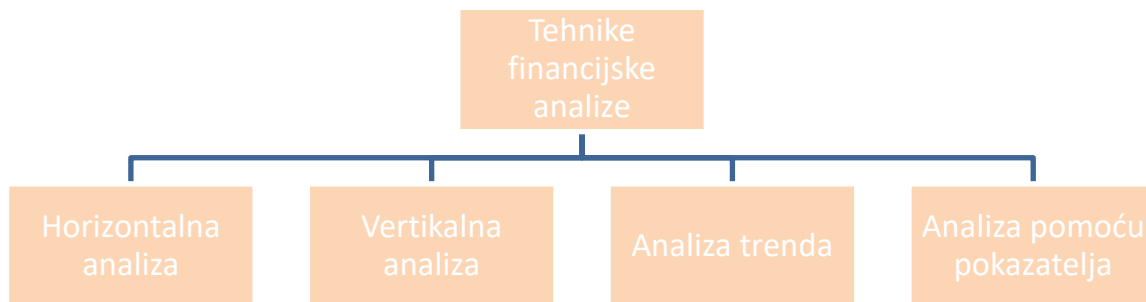 Tehnike
financijske
analize
Horizontalna
analiza
Vertikalna
analiza
Analiza trenda
Analiza pomoću
pokazatelja